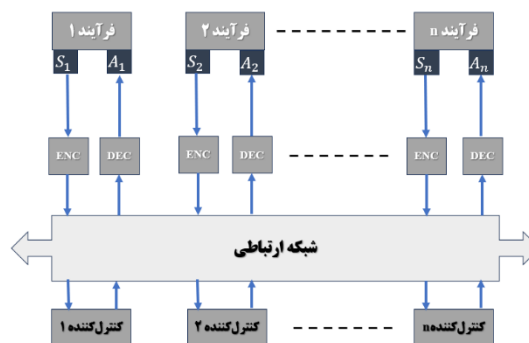 فرآیند ۱ فرآیند ۲ فرآیند n
S₁ A₁ S₂ A₂ Sₙ Aₙ
ENC DEC ENC DEC ENC DEC
شبکه ارتباطی
کنترل‌کننده ۱ کنترل‌کننده ۲ کنترل‌کننده n